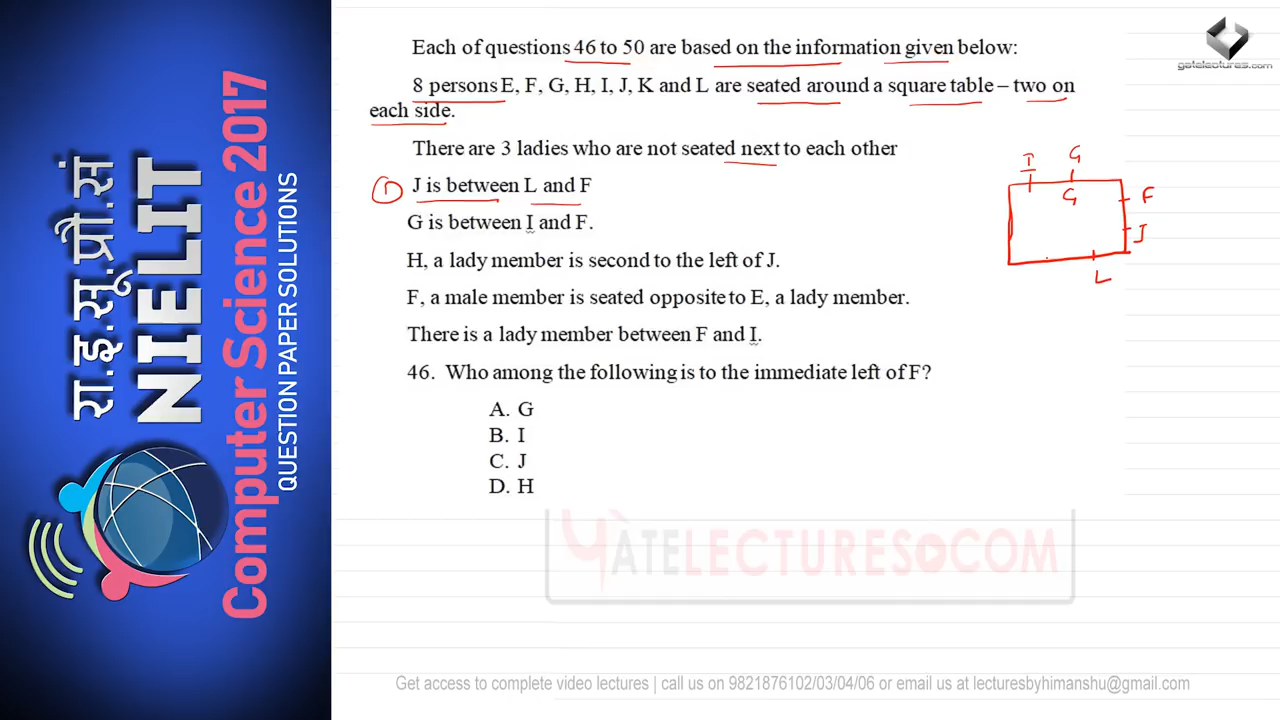 रा.इ.सू.प्रौ.सं
NIELIT
Computer Science 2017
QUESTION PAPER SOLUTIONS
gatelectures.com
Each of questions 46 to 50 are based on the information given below:
8 persons E, F, G, H, I, J, K and L are seated around a square table – two on
each side.
There are 3 ladies who are not seated next to each other
① J is between L and F
G is between I and F.
H, a lady member is second to the left of J.
F, a male member is seated opposite to E, a lady member.
There is a lady member between F and I.
I G
G F
J
L
46. Who among the following is to the immediate left of F?
A. G
B. I
C. J
D. H
GATELECTURES.COM
Get access to complete video lectures | call us on 9821876102/03/04/06 or email us at lecturesbyhimanshu@gmail.com